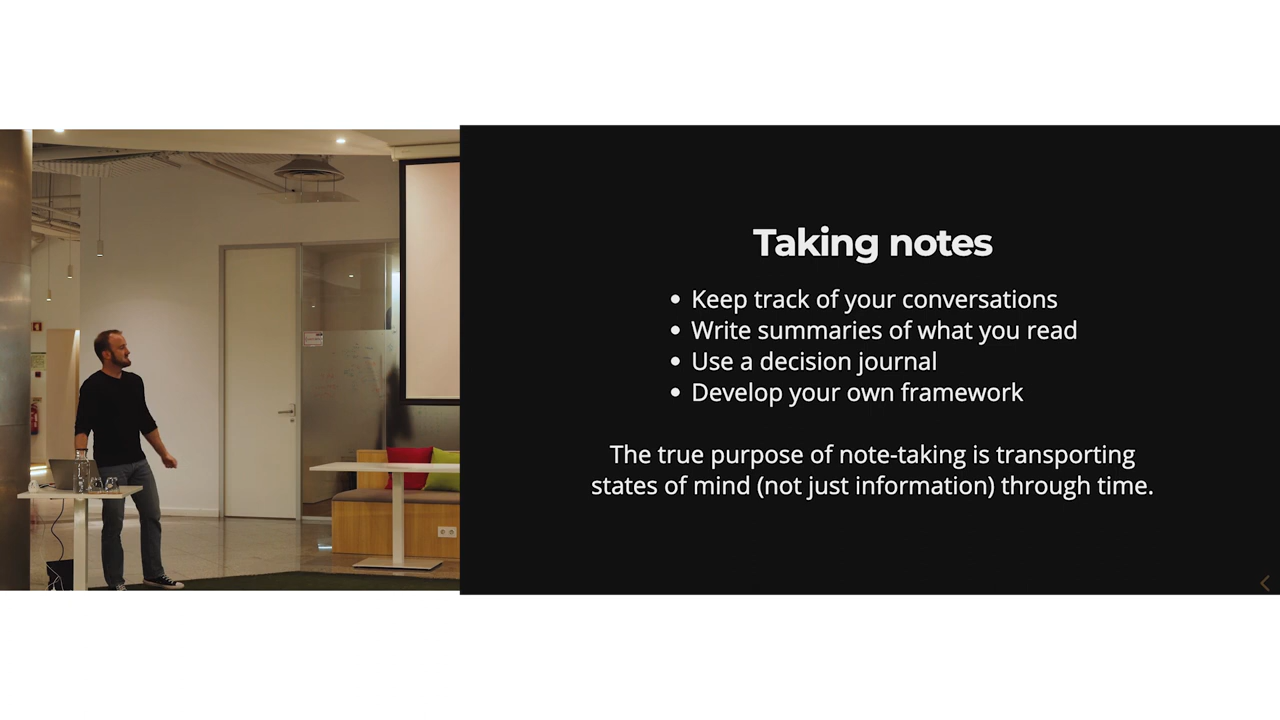 Taking notes
• Keep track of your conversations
• Write summaries of what you read
• Use a decision journal
• Develop your own framework
The true purpose of note-taking is transporting
states of mind (not just information) through time.